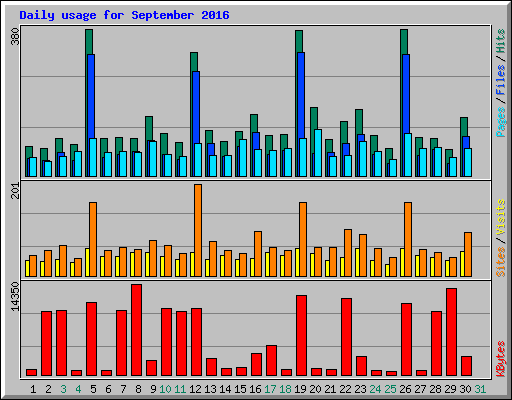 Daily usage for September 2016
380
Pages / Files / Hits
201
Sites / Visits
14350
KBytes
1 2 3 4 5 6 7 8 9 10 11 12 13 14 15 16 17 18 19 20 21 22 23 24 25 26 27 28 29 30 31